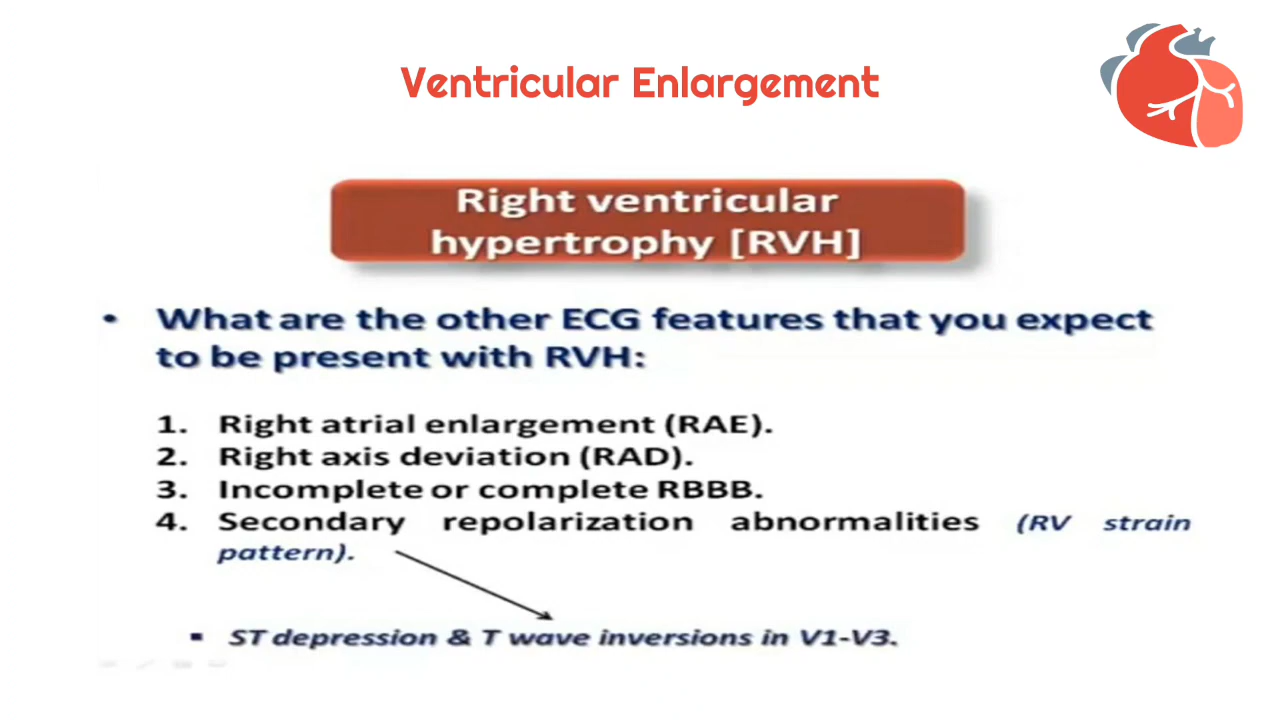 Ventricular Enlargement
Right ventricular
hypertrophy [RVH]
• What are the other ECG features that you expect
to be present with RVH:
1. Right atrial enlargement (RAE).
2. Right axis deviation (RAD).
3. Incomplete or complete RBBB.
4. Secondary repolarization abnormalities (RV strain
pattern).
▪ ST depression & T wave inversions in V1-V3.